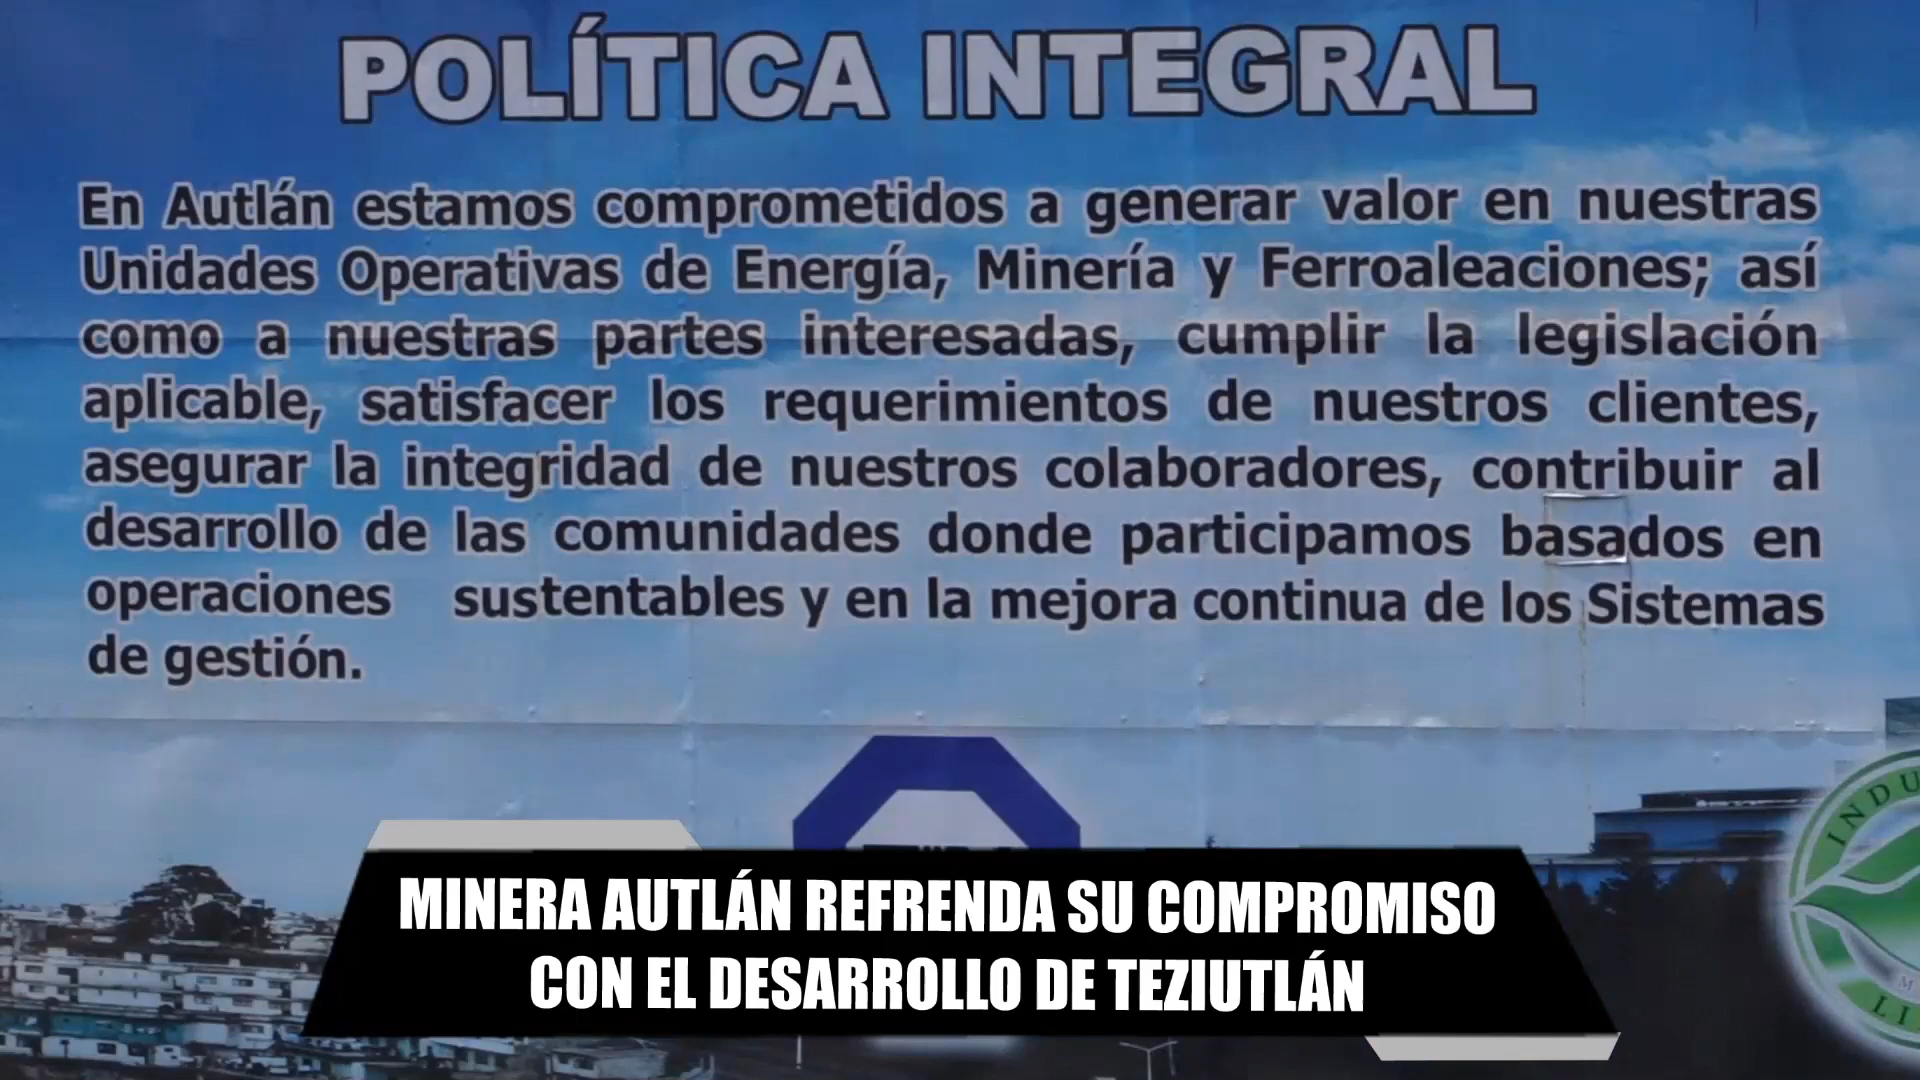 POLÍTICA INTEGRAL
En Autlán estamos comprometidos a generar valor en nuestras
Unidades Operativas de Energía, Minería y Ferroaleaciones; así
como a nuestras partes interesadas, cumplir la legislación
aplicable, satisfacer los requerimientos de nuestros clientes,
asegurar la integridad de nuestros colaboradores, contribuir al
desarrollo de las comunidades donde participamos basados en
operaciones sustentables y en la mejora continua de los Sistemas
de gestión.
MINERA AUTLÁN REFRENDA SU COMPROMISO
CON EL DESARROLLO DE TEZIUTLÁN